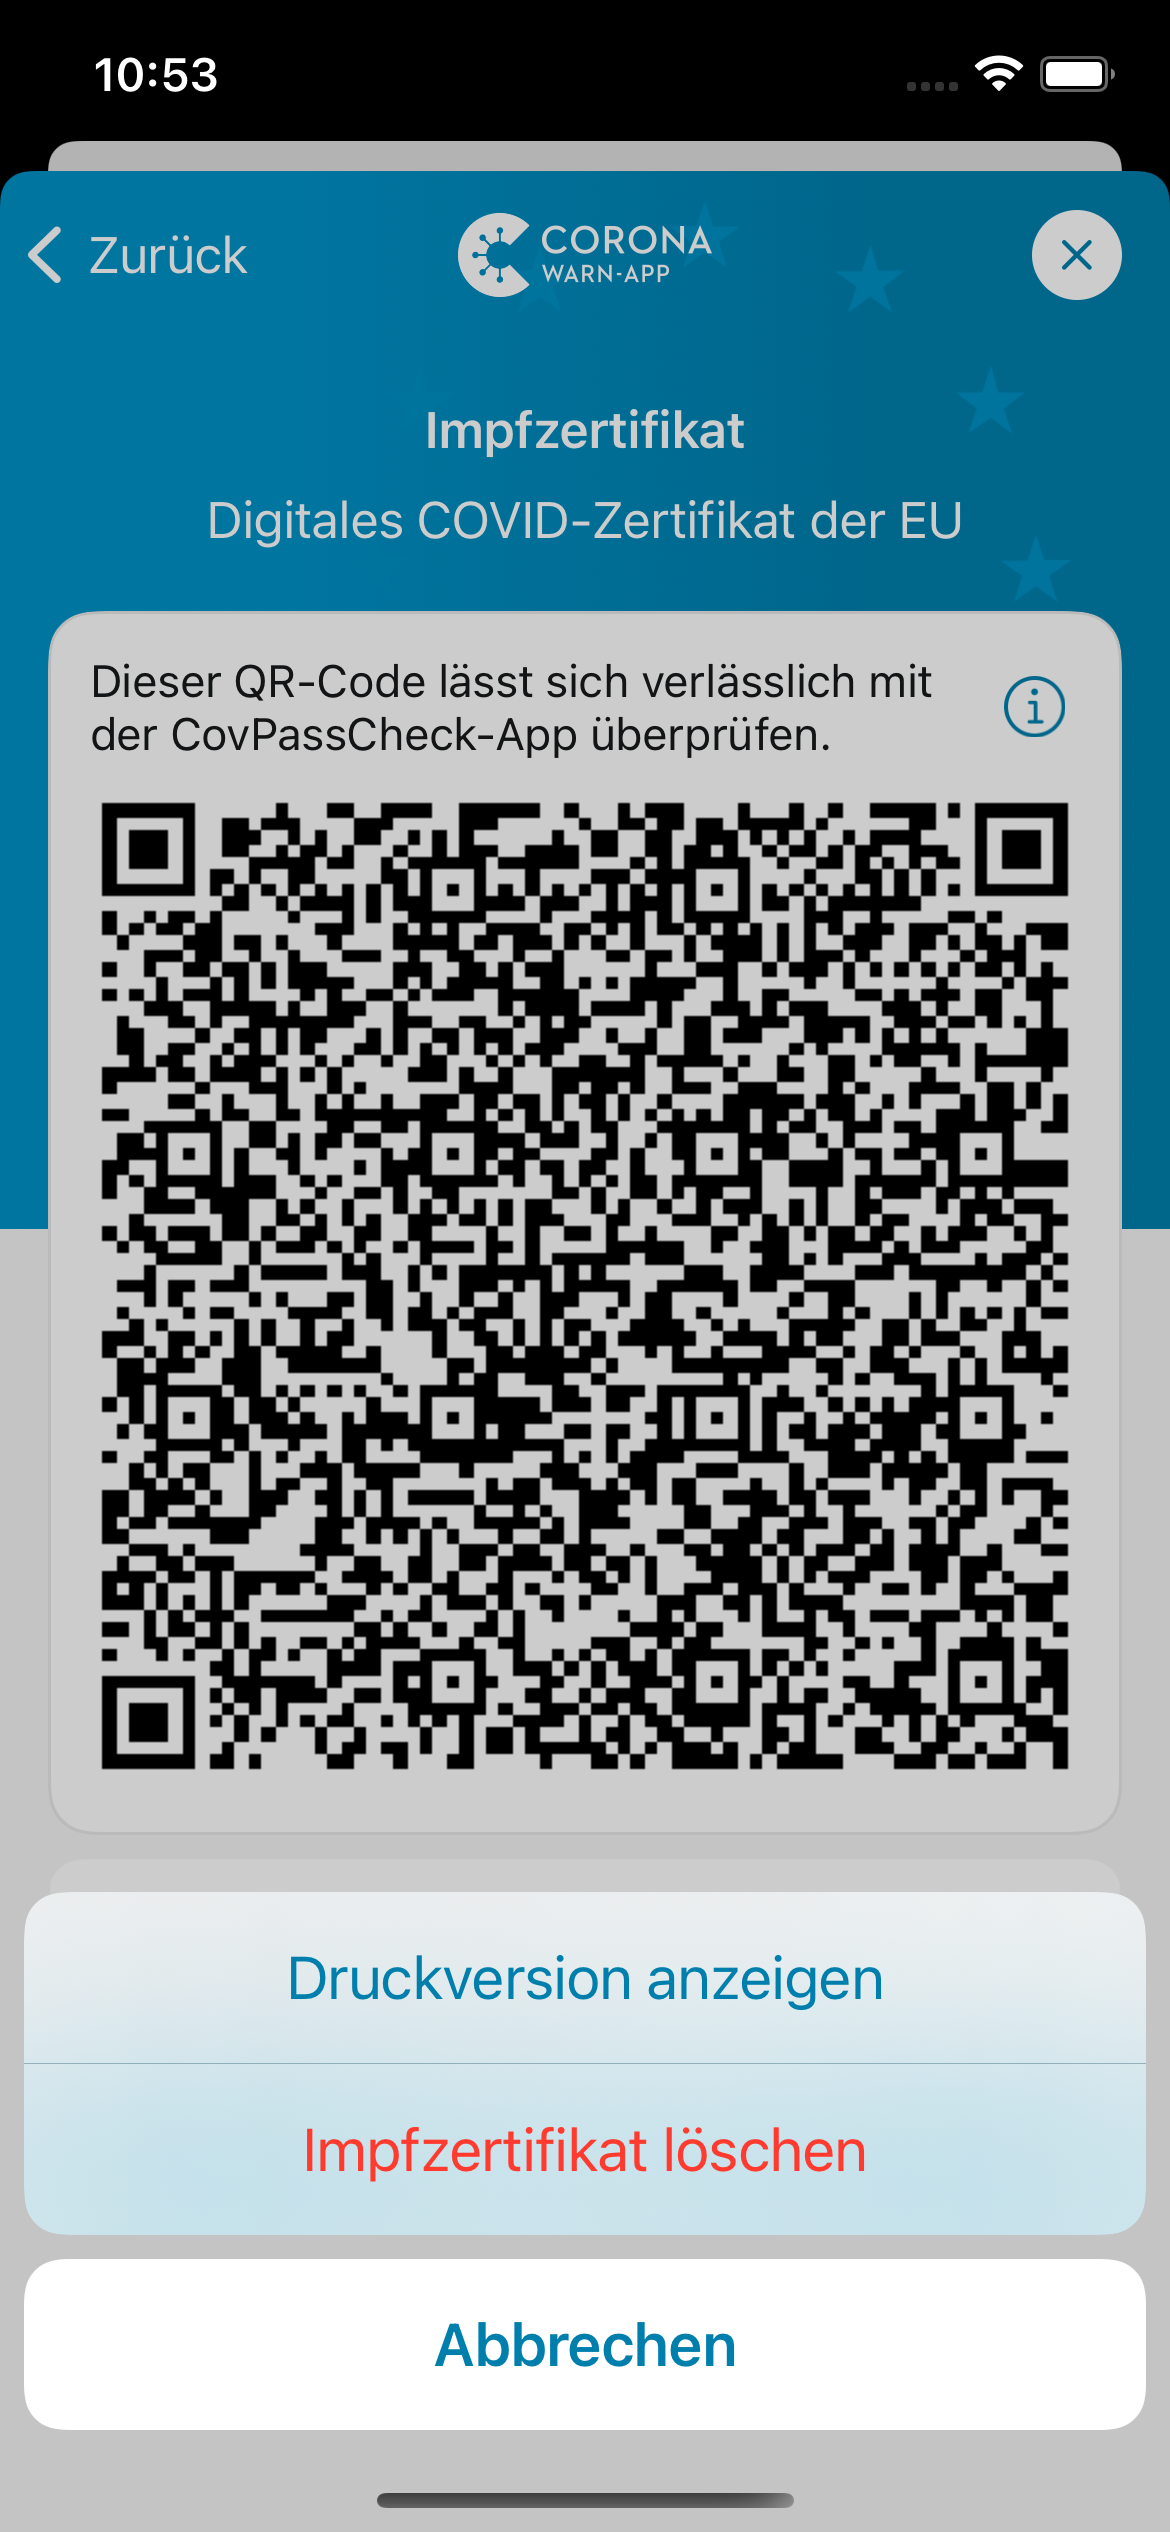 10:53
Zurück
CORONA
WARN-APP
Impfzertifikat
Digitales COVID-Zertifikat der EU
Dieser QR-Code lässt sich verlässlich mit
der CovPassCheck-App überprüfen.
Druckversion anzeigen
Impfzertifikat löschen
Abbrechen